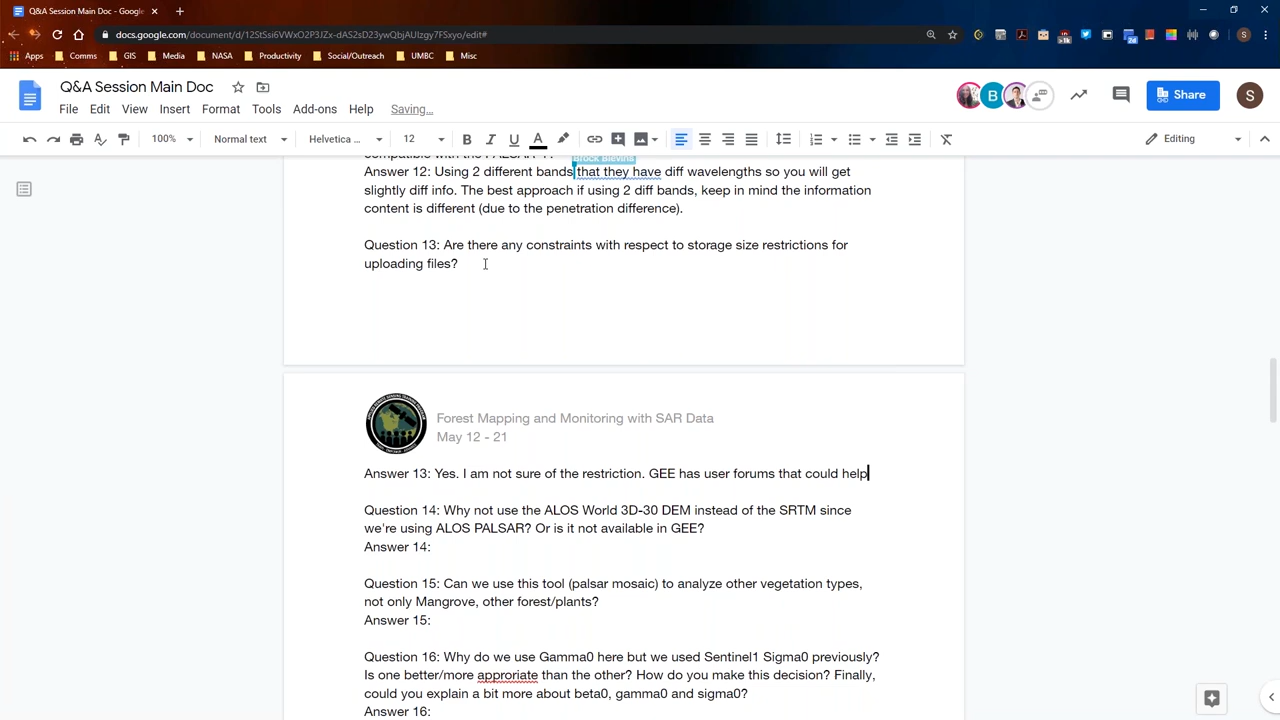 Q&A Session Main Doc
docs.google.com/document/d/12StSsi6VWxO2P3JZx-dAS2sD23ywQbjAUIzgy7FSxyo/edit#
Apps Comms GIS Media NASA Productivity Social/Outreach UMBC Misc
Q&A Session Main Doc
File Edit View Insert Format Tools Add-ons Help Saving...
B Share S
100% Normal text Helvetica ... 12 B I U A Editing
compatible with the PALSAR-1?
Brock Blevins
Answer 12: Using 2 different bands that they have diff wavelengths so you will get
slightly diff info. The best approach if using 2 diff bands, keep in mind the information
content is different (due to the penetration difference).
Question 13: Are there any constraints with respect to storage size restrictions for
uploading files?
Forest Mapping and Monitoring with SAR Data
May 12 - 21
Answer 13: Yes. I am not sure of the restriction. GEE has user forums that could help
Question 14: Why not use the ALOS World 3D-30 DEM instead of the SRTM since
we're using ALOS PALSAR? Or is it not available in GEE?
Answer 14:
Question 15: Can we use this tool (palsar mosaic) to analyze other vegetation types,
not only Mangrove, other forest/plants?
Answer 15:
Question 16: Why do we use Gamma0 here but we used Sentinel1 Sigma0 previously?
Is one better/more approriate than the other? How do you make this decision? Finally,
could you explain a bit more about beta0, gamma0 and sigma0?
Answer 16: